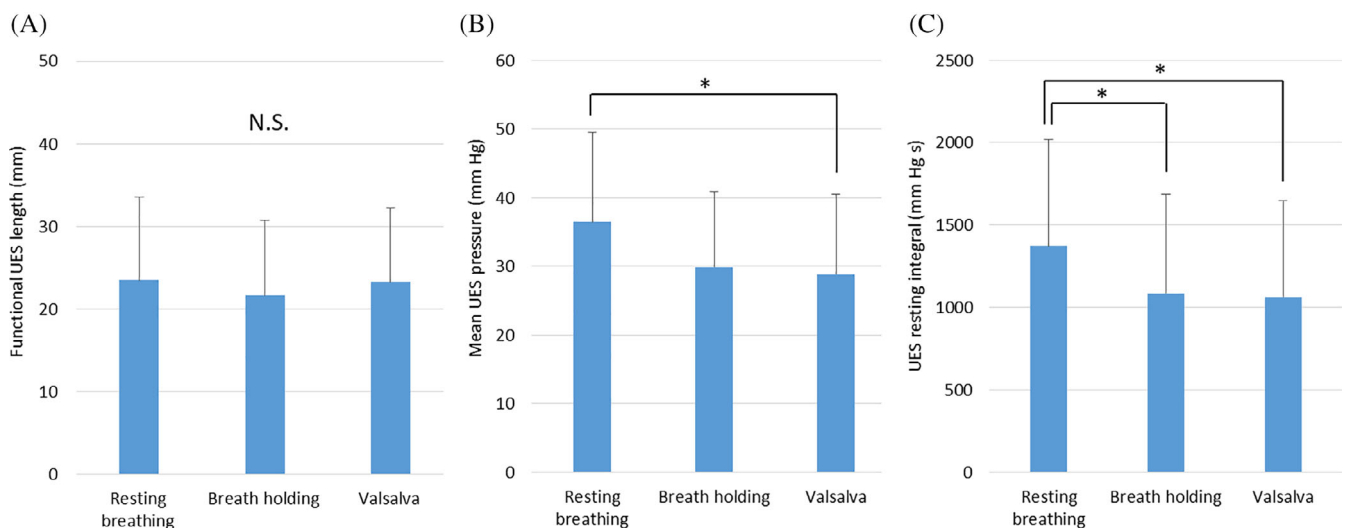 (A)
50
40
30
20
10
0
Functional UES length (mm)
N.S.
Resting
breathing
Breath holding
Valsalva
(B)
60
50
40
30
20
10
0
Mean UES pressure (mm Hg)
*
Resting
breathing
Breath holding
Valsalva
(C)
2500
2000
1500
1000
500
0
UES resting integral (mm Hg s)
*
*
Resting
breathing
Breath holding
Valsalva